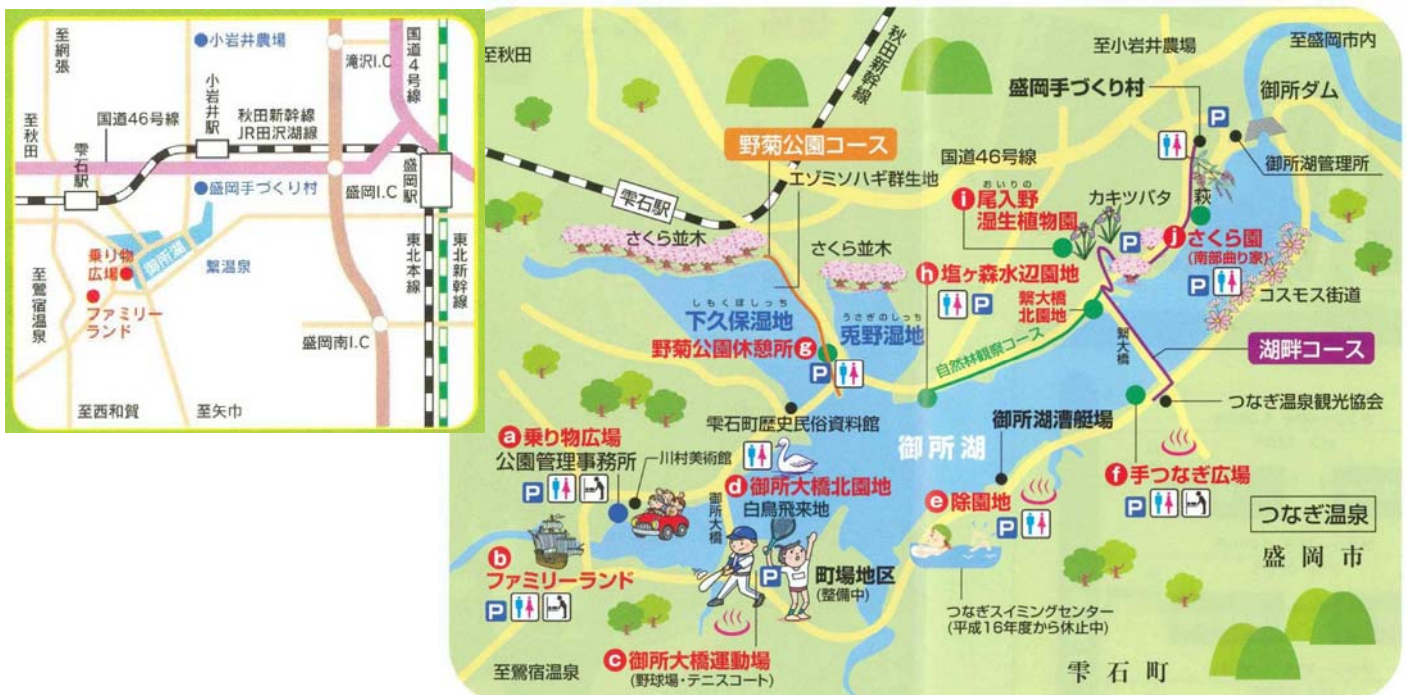 至網張
小岩井農場
滝沢I.C
国道4号線
小岩井駅
秋田新幹線
JR田沢湖線
国道46号線
至秋田
雫石駅
盛岡手づくり村
盛岡I.C
盛岡駅
乗り物
広場
御所湖
繋温泉
東北本線
東北新幹線
至鶯宿温泉
ファミリー
ランド
盛岡南I.C
至西和賀
至矢巾
至秋田
秋田新幹線
至小岩井農場
至盛岡市内
盛岡手づくり村
御所ダム
P
野菊公園コース
国道46号線
御所湖管理所
エゾミソハギ群生地
雫石駅
おいりの
i 尾入野
湿生植物園
カキツバタ
萩
さくら並木
さくら並木
P
j さくら園
(南部曲り家)
P
h 塩ヶ森水辺園地
P
コスモス街道
しもくぼしっち
下久保湿地
うさぎのしっち
兎野湿地
繋大橋
北園地
野菊公園休憩所 g
P
自然林観察コース
繋大橋
湖畔コース
雫石町歴史民俗資料館
御所湖漕艇場
つなぎ温泉観光協会
御所湖
a 乗り物広場
公園管理事務所
P
川村美術館
d 御所大橋北園地
白鳥飛来地
御所大橋
e 除園地
P
f 手つなぎ広場
P
つなぎ温泉
盛岡市
b
ファミリーランド
P
P
町場地区
(整備中)
つなぎスイミングセンター
(平成16年度から休止中)
至鶯宿温泉
c 御所大橋運動場
(野球場・テニスコート)
雫石町